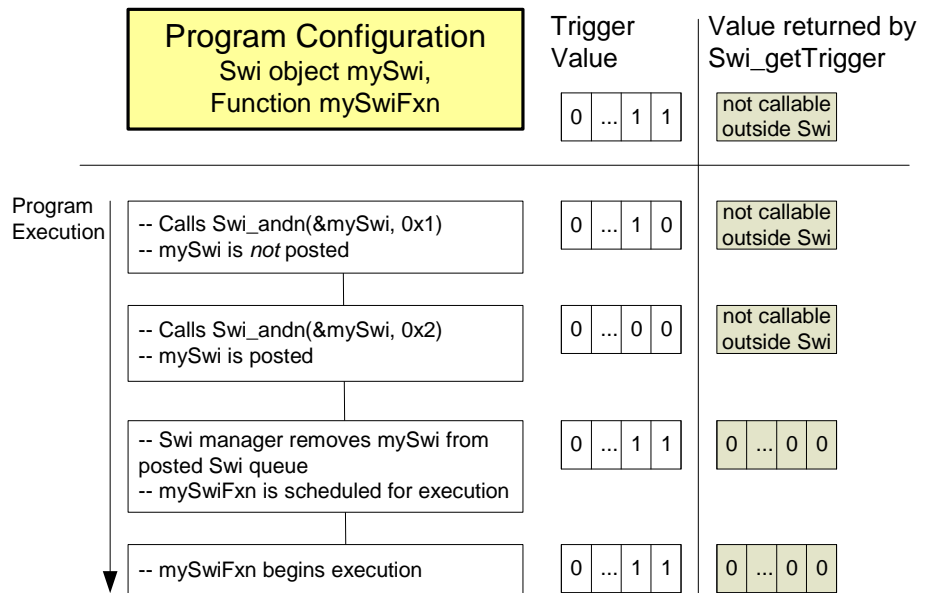 Program Configuration
Swi object mySwi,
Function mySwiFxn
Trigger
Value
Value returned by
Swi_getTrigger
0 ... 1 1
not callable
outside Swi
Program
Execution
-- Calls Swi_andn(&mySwi, 0x1)
-- mySwi is not posted
0 ... 1 0
not callable
outside Swi
-- Calls Swi_andn(&mySwi, 0x2)
-- mySwi is posted
0 ... 0 0
not callable
outside Swi
-- Swi manager removes mySwi from
posted Swi queue
-- mySwiFxn is scheduled for execution
0 ... 1 1
0 ... 0 0
-- mySwiFxn begins execution
0 ... 1 1
0 ... 0 0